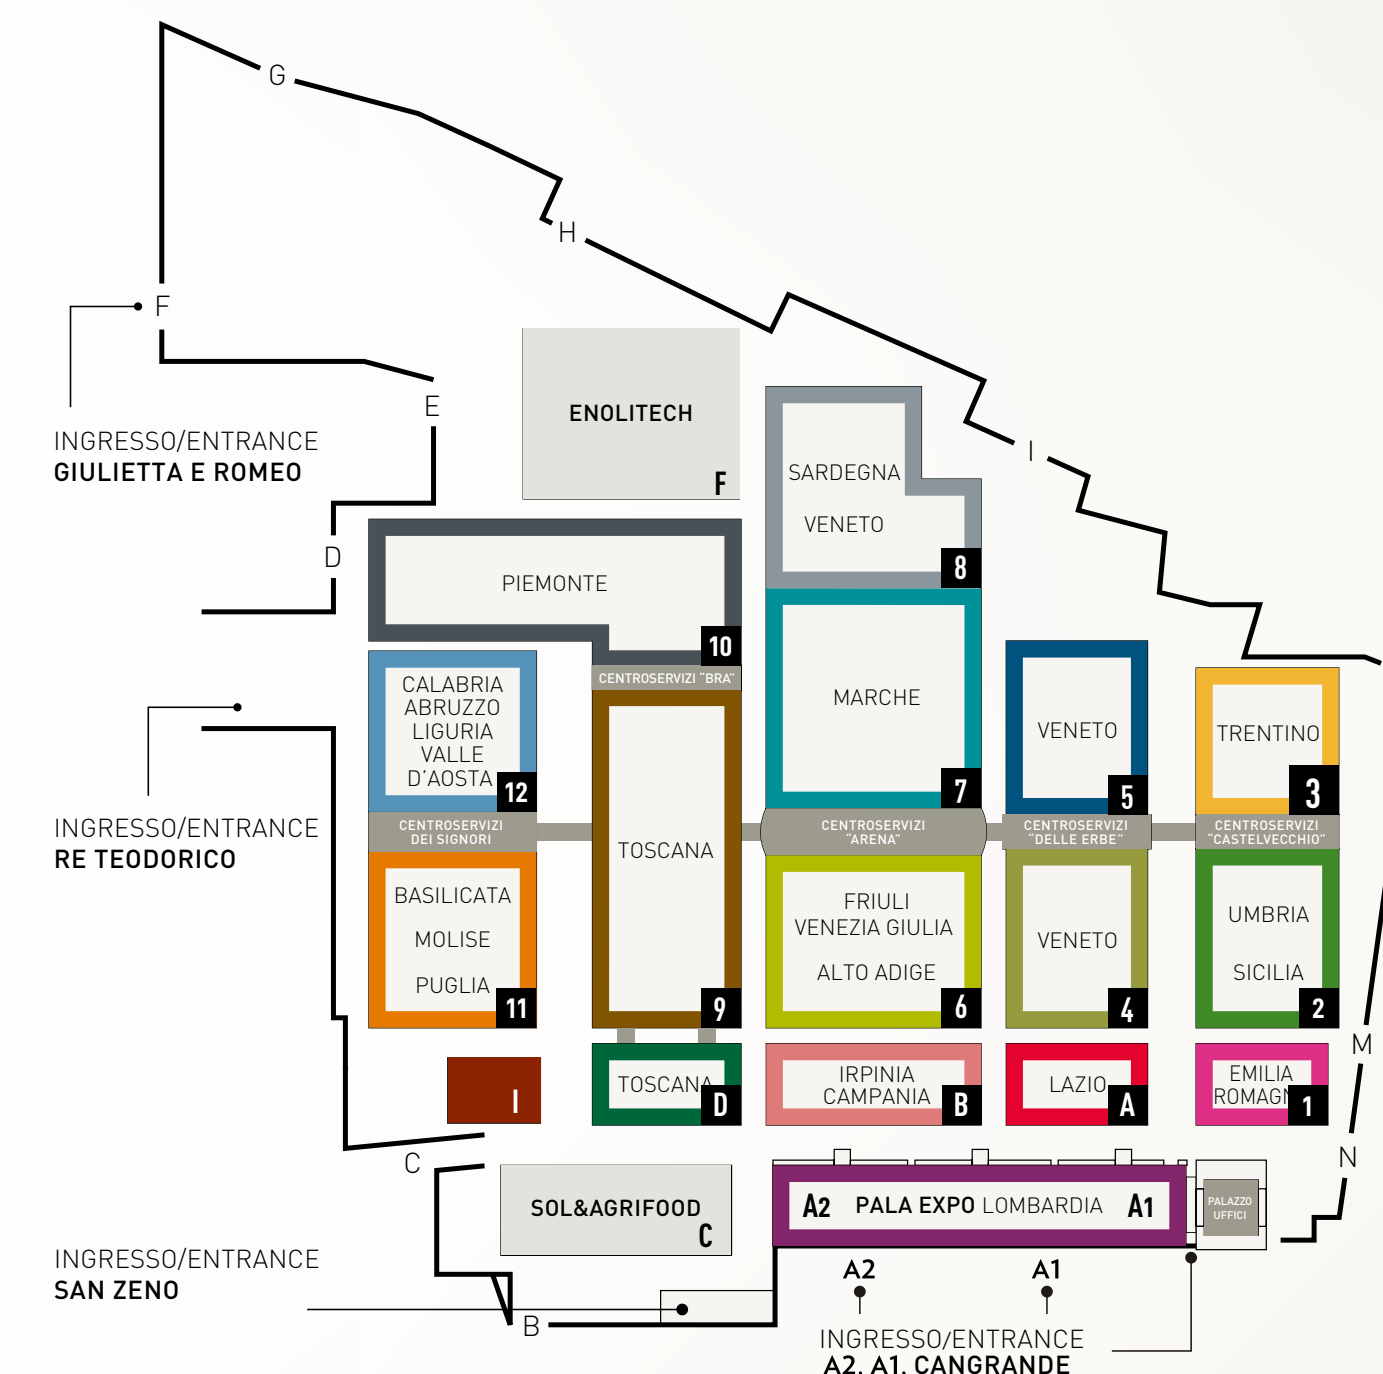 G
H
F
INGRESSO/ENTRANCE
GIULIETTA E ROMEO
E
ENOLITECH
F
I
D
SARDEGNA
VENETO
8
PIEMONTE
10
CENTROSERVIZI "BRA"
CALABRIA
ABRUZZO
LIGURIA
VALLE
D'AOSTA
12
MARCHE
7
VENETO
5
TRENTINO
3
INGRESSO/ENTRANCE
RE TEODORICO
CENTROSERVIZI
DEI SIGNORI
TOSCANA
9
CENTROSERVIZI
"ARENA"
CENTROSERVIZI
"DELLE ERBE"
CENTROSERVIZI
"CASTELVECCHIO"
BASILICATA
MOLISE
PUGLIA
11
FRIULI
VENEZIA GIULIA
ALTO ADIGE
6
VENETO
4
UMBRIA
SICILIA
2
M
I
TOSCANA
D
IRPINIA
CAMPANIA
B
LAZIO
A
EMILIA
ROMAGN
1
N
C
SOL&AGRIFOOD
C
A2 PALA EXPO LOMBARDIA A1
PALAZZO
UFFICI
INGRESSO/ENTRANCE
SAN ZENO
B
A2
A1
INGRESSO/ENTRANCE
A2, A1, CANGRANDE